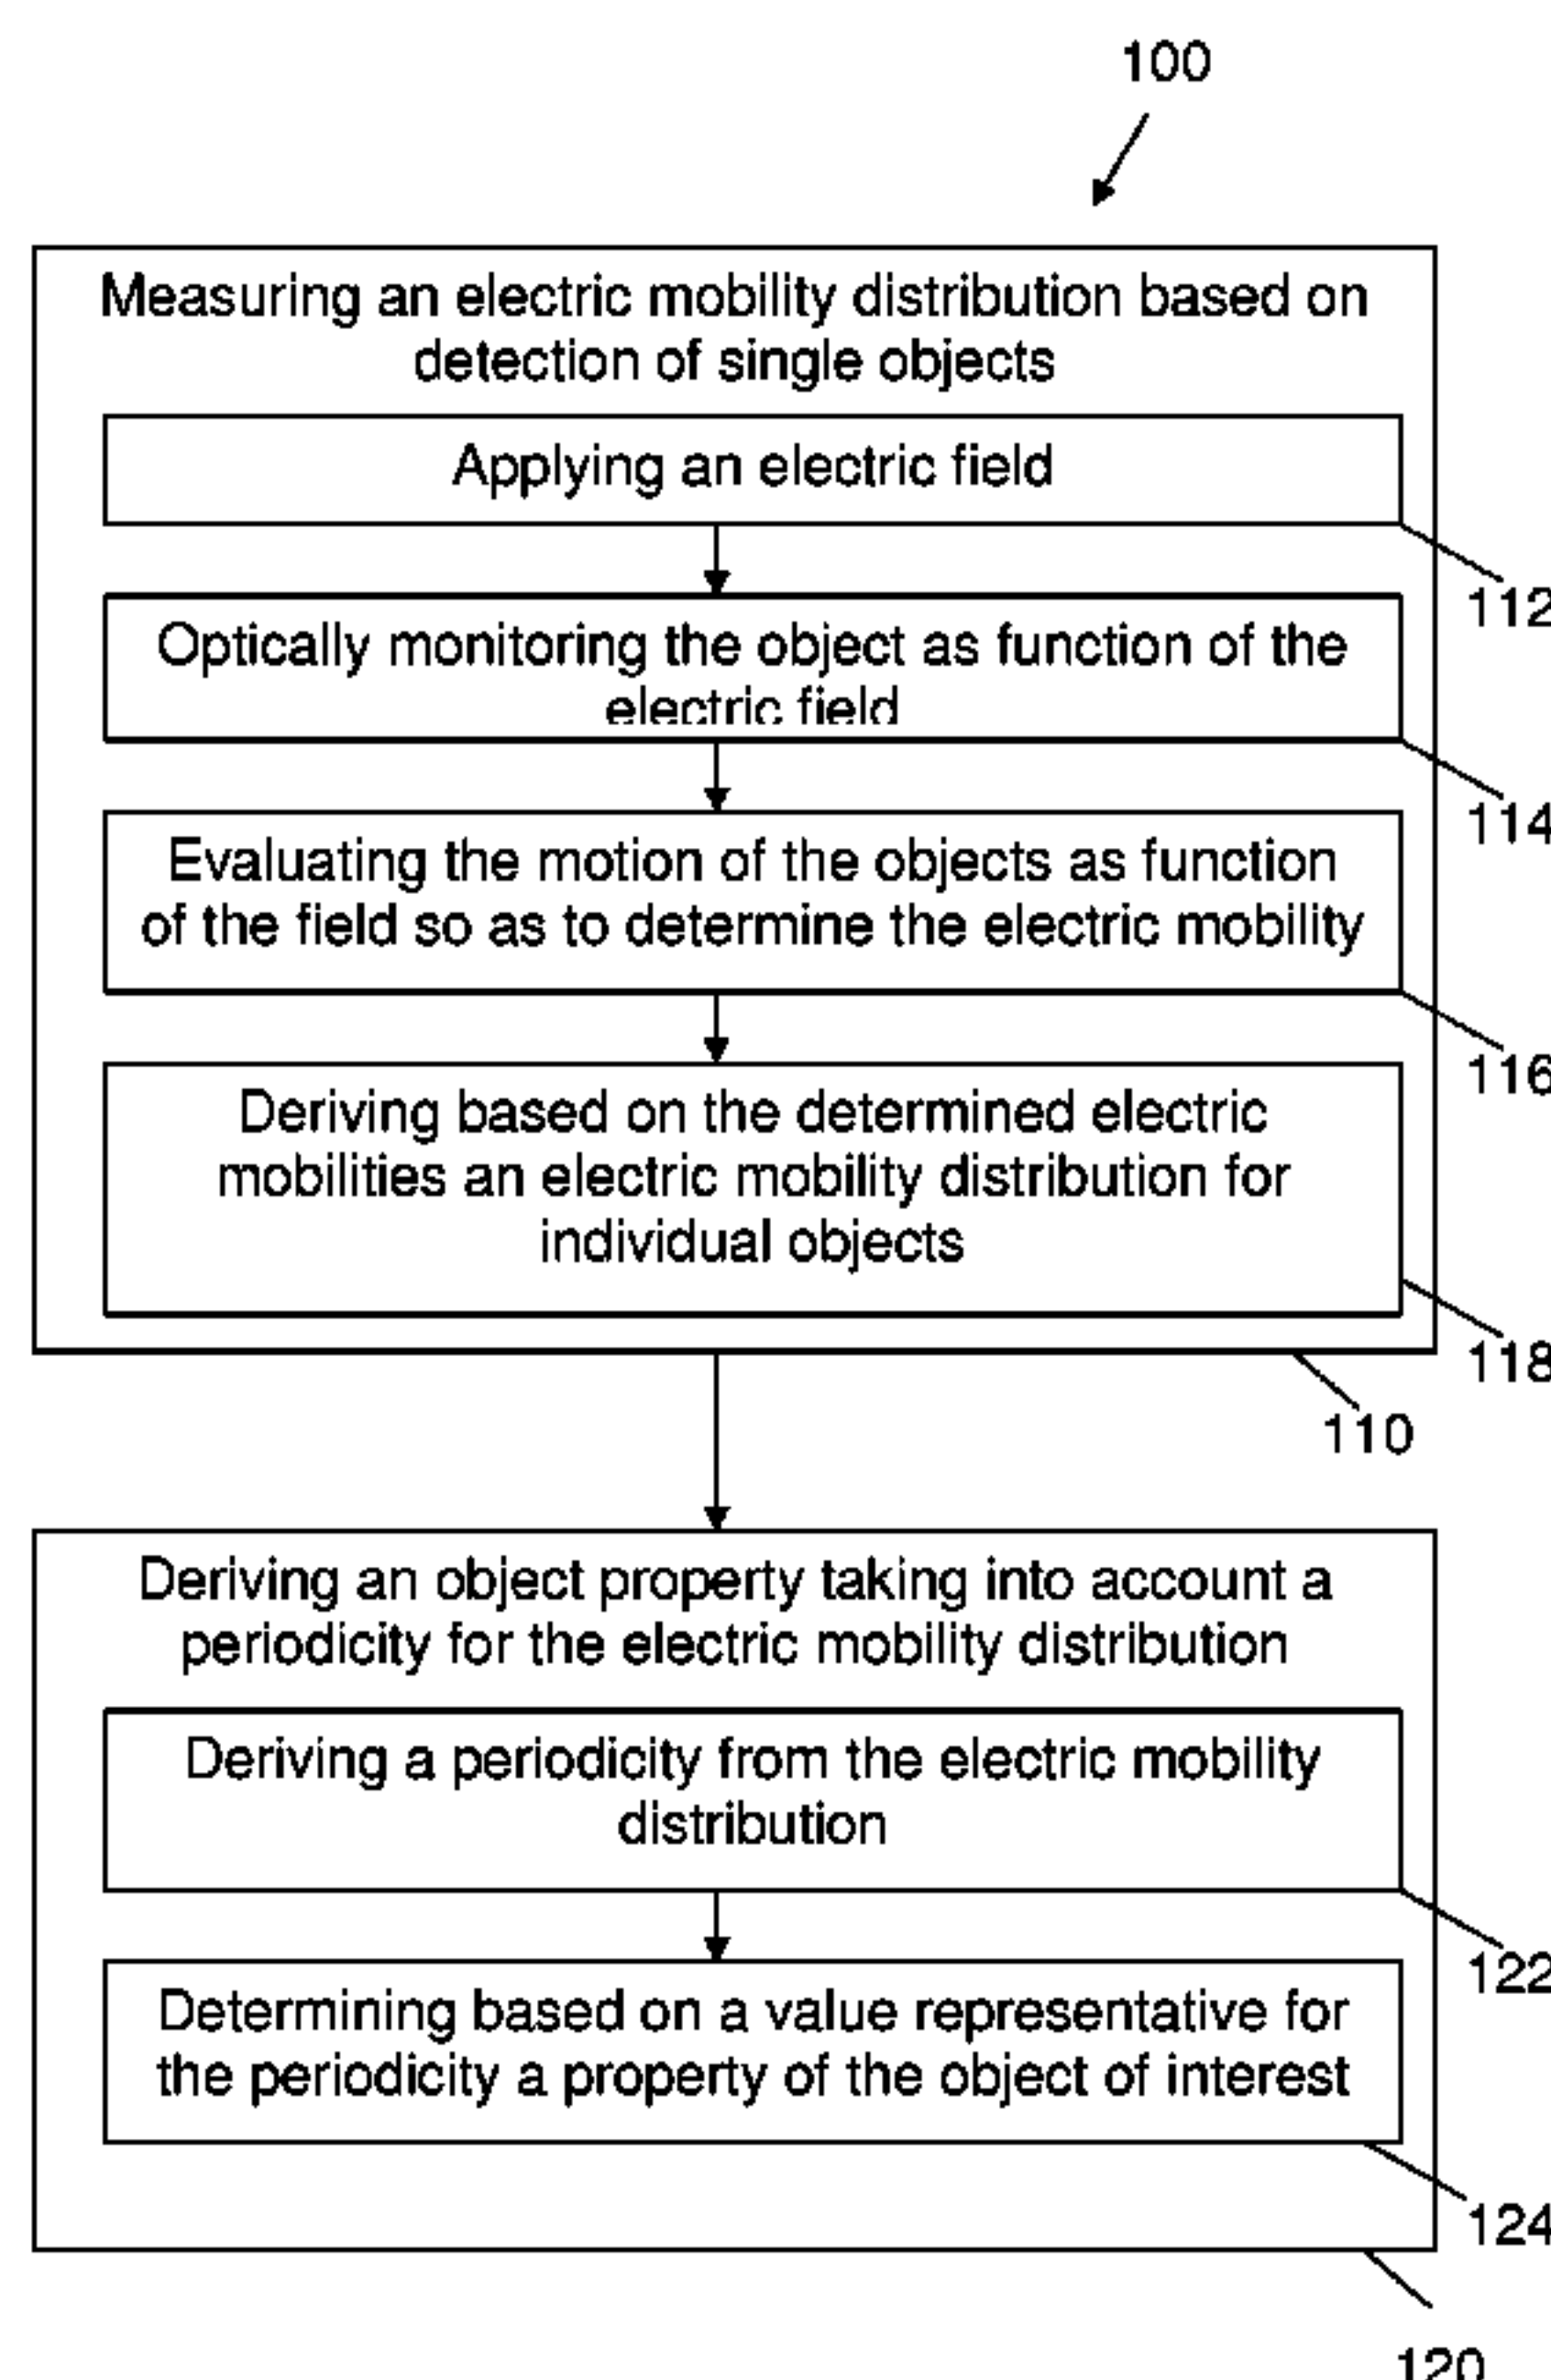 100
Measuring an electric mobility distribution based on
detection of single objects
Applying an electric field
112
Optically monitoring the object as function of the
electric field
114
Evaluating the motion of the objects as function
of the field so as to determine the electric mobility
116
Deriving based on the determined electric
mobilities an electric mobility distribution for
individual objects
118
110
Deriving an object property taking into account a
periodicity for the electric mobility distribution
Deriving a periodicity from the electric mobility
distribution
122
Determining based on a value representative for
the periodicity a property of the object of interest
124
120